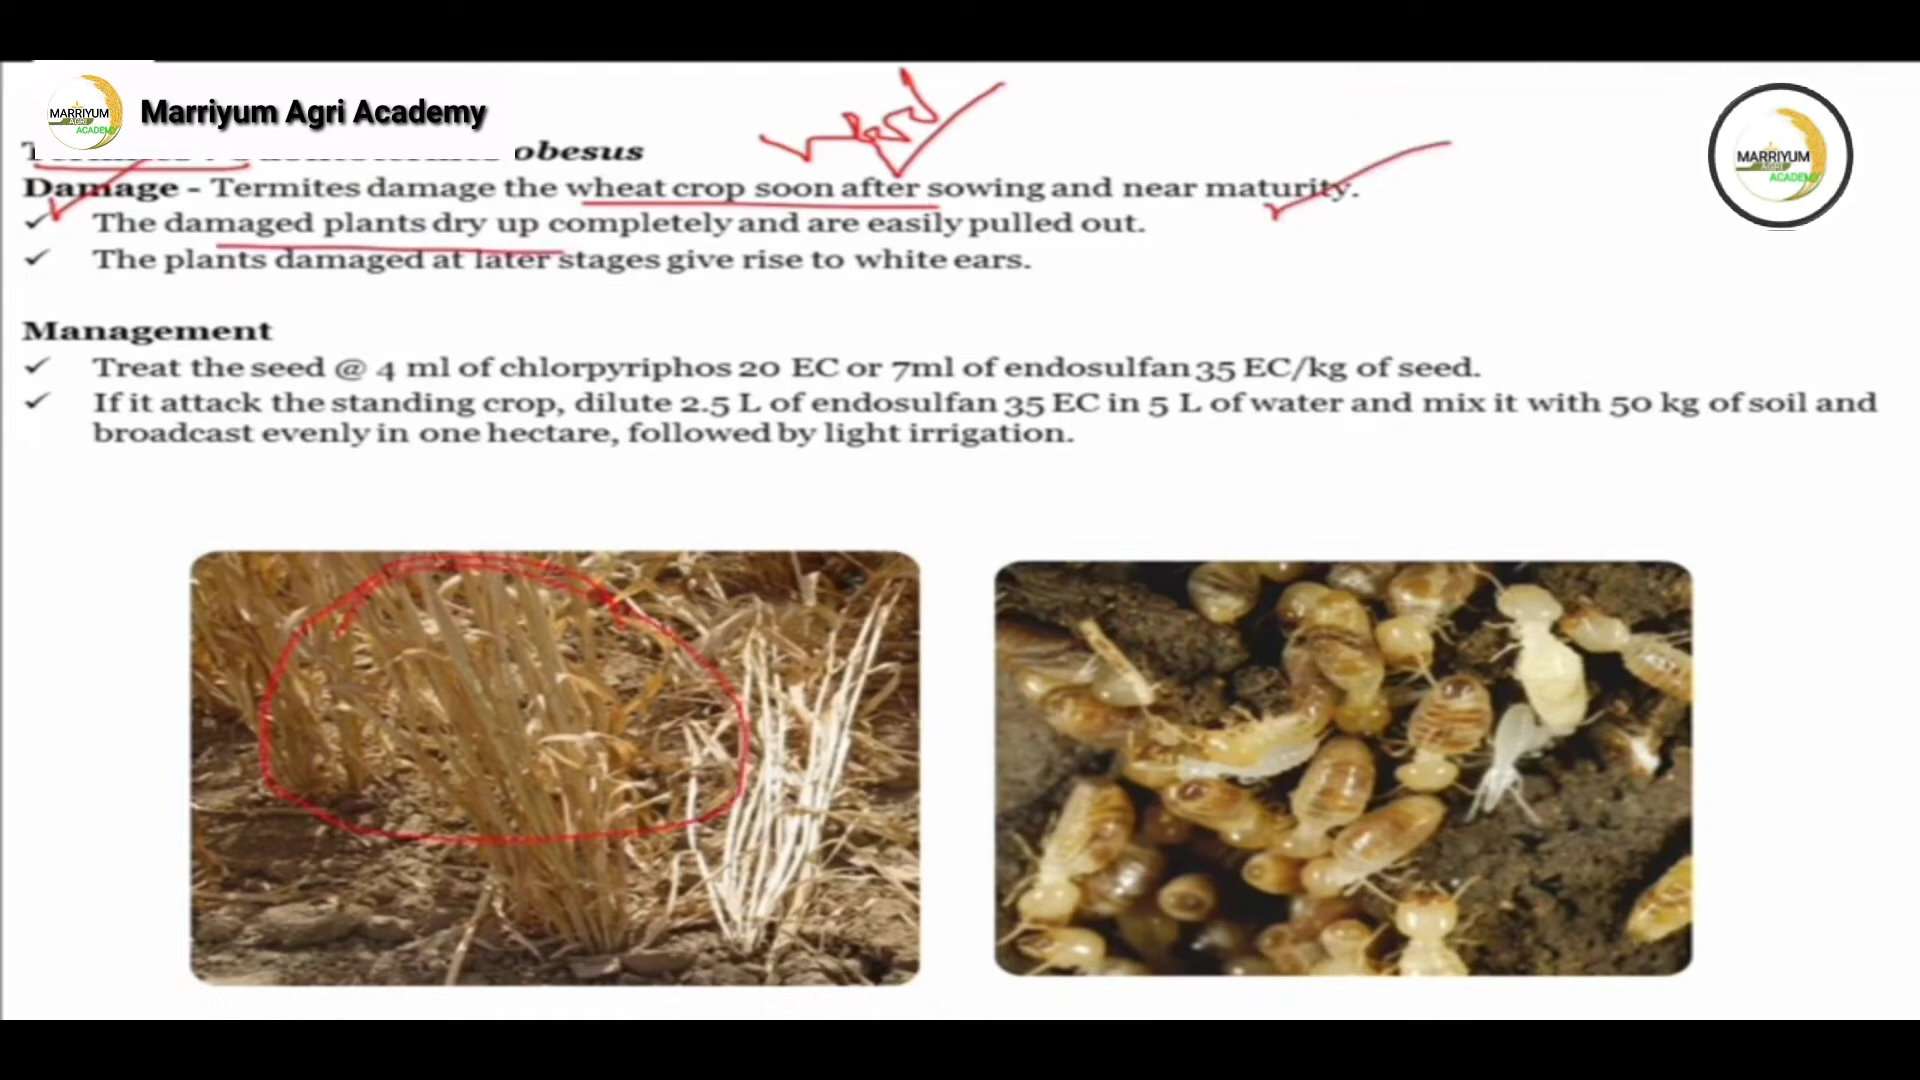 MARRIYUM
AGRI
ACADEMY
Marriyum Agri Academy
MARRIYUM
AGRI
ACADEMY
obesus
Damage - Termites damage the wheat crop soon after sowing and near maturity.
✓ The damaged plants dry up completely and are easily pulled out.
✓ The plants damaged at later stages give rise to white ears.
Management
✓ Treat the seed @ 4 ml of chlorpyriphos 20 EC or 7ml of endosulfan 35 EC/kg of seed.
✓ If it attack the standing crop, dilute 2.5 L of endosulfan 35 EC in 5 L of water and mix it with 50 kg of soil and
broadcast evenly in one hectare, followed by light irrigation.